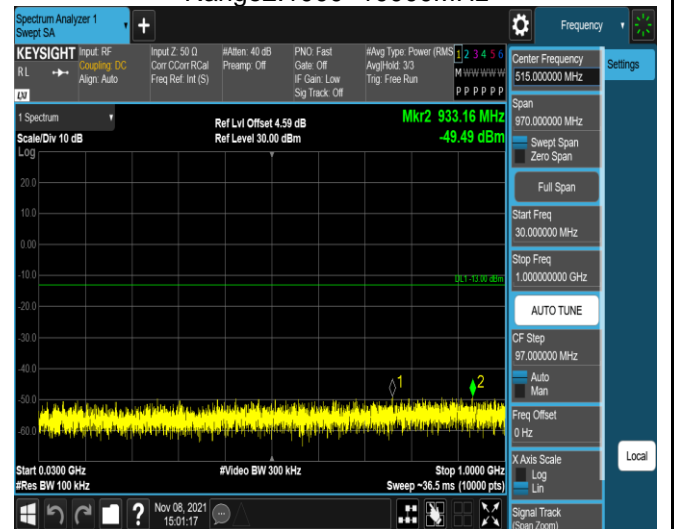 Spectrum Analyzer 1
Swept SA
Frequency
KEYSIGHT
RL
LXI
Input: RF
Coupling: DC
Align: Auto
Input Z: 50 Ω
Corr CCorr RCal
Freq Ref: Int (S)
#Atten: 40 dB
Preamp: Off
PNO: Fast
Gate: Off
IF Gain: Low
Sig Track: Off
#Avg Type: Power (RMS
Avg|Hold: 3/3
Trig: Free Run
1 2 3 4 5 6
M W W W W W
P P P P P P
1 Spectrum
Scale/Div 10 dB
Log
Ref Lvl Offset 4.59 dB
Ref Level 30.00 dBm
Mkr2 933.16 MHz
-49.49 dBm
20.0
10.0
0.00
-10.0
-20.0
-30.0
-40.0
-50.0
-60.0
DL1 -13.00 dBm
1
2
Start 0.0300 GHz
#Res BW 100 kHz
#Video BW 300 kHz
Stop 1.0000 GHz
Sweep ~36.5 ms (10000 pts)
Center Frequency
515.000000 MHz
Settings
Span
970.000000 MHz
Swept Span
Zero Span
Full Span
Start Freq
30.000000 MHz
Stop Freq
1.000000000 GHz
AUTO TUNE
CF Step
97.000000 MHz
Auto
Man
Freq Offset
0 Hz
X Axis Scale
Log
Lin
Local
Signal Track
(Span Zoom)
Nov 08, 2021
15:01:17